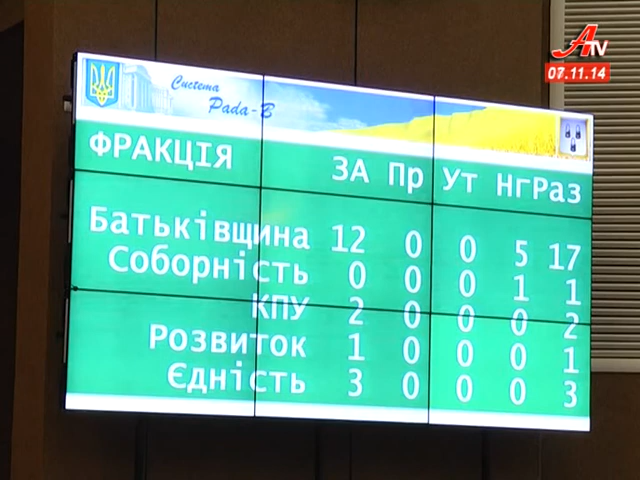 ATV
07.11.14
Система
Рада-В
ФРАКЦІЯ ЗА Пр Ут Нг Раз
Батьківщина 12 0 0 5 17
Соборність 0 0 0 1 1
КПУ 2 0 0 0 2
Розвиток 1 0 0 0 1
Єдність 3 0 0 0 3